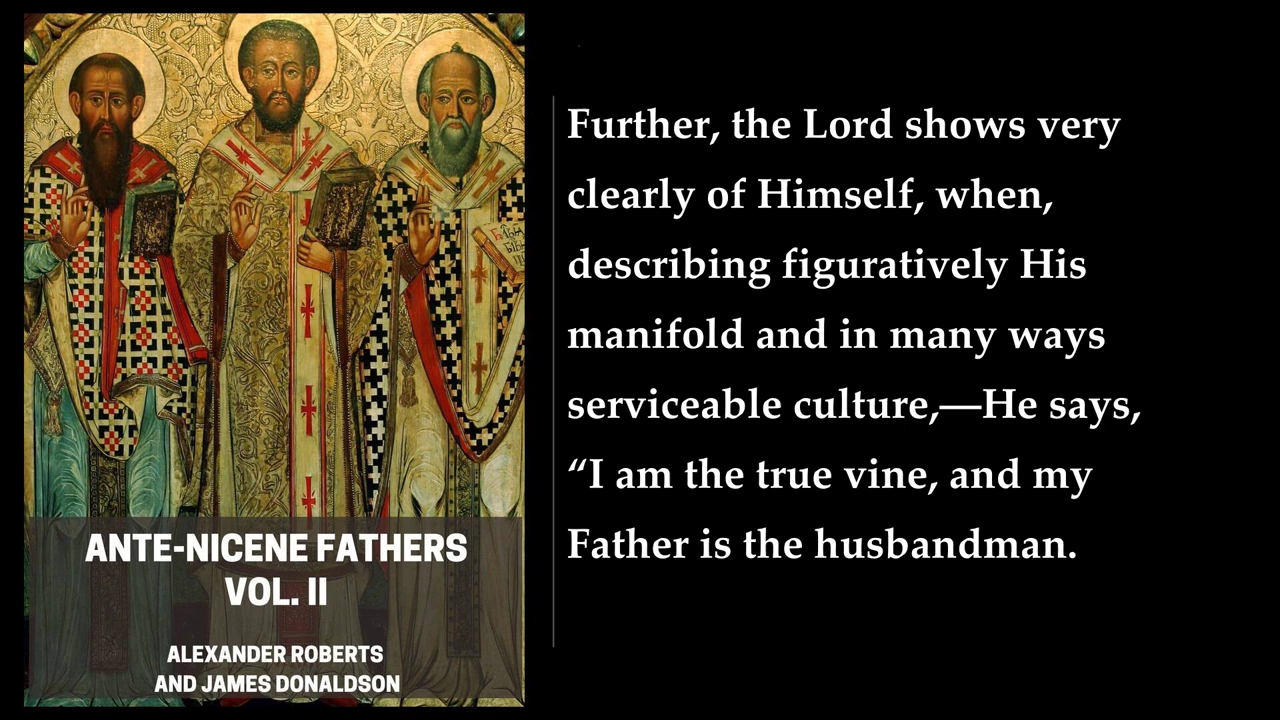 ANTE-NICENE FATHERS
VOL. II
ALEXANDER ROBERTS
AND JAMES DONALDSON
Further, the Lord shows very
clearly of Himself, when,
describing figuratively His
manifold and in many ways
serviceable culture,—He says,
“I am the true vine, and my
Father is the husbandman.